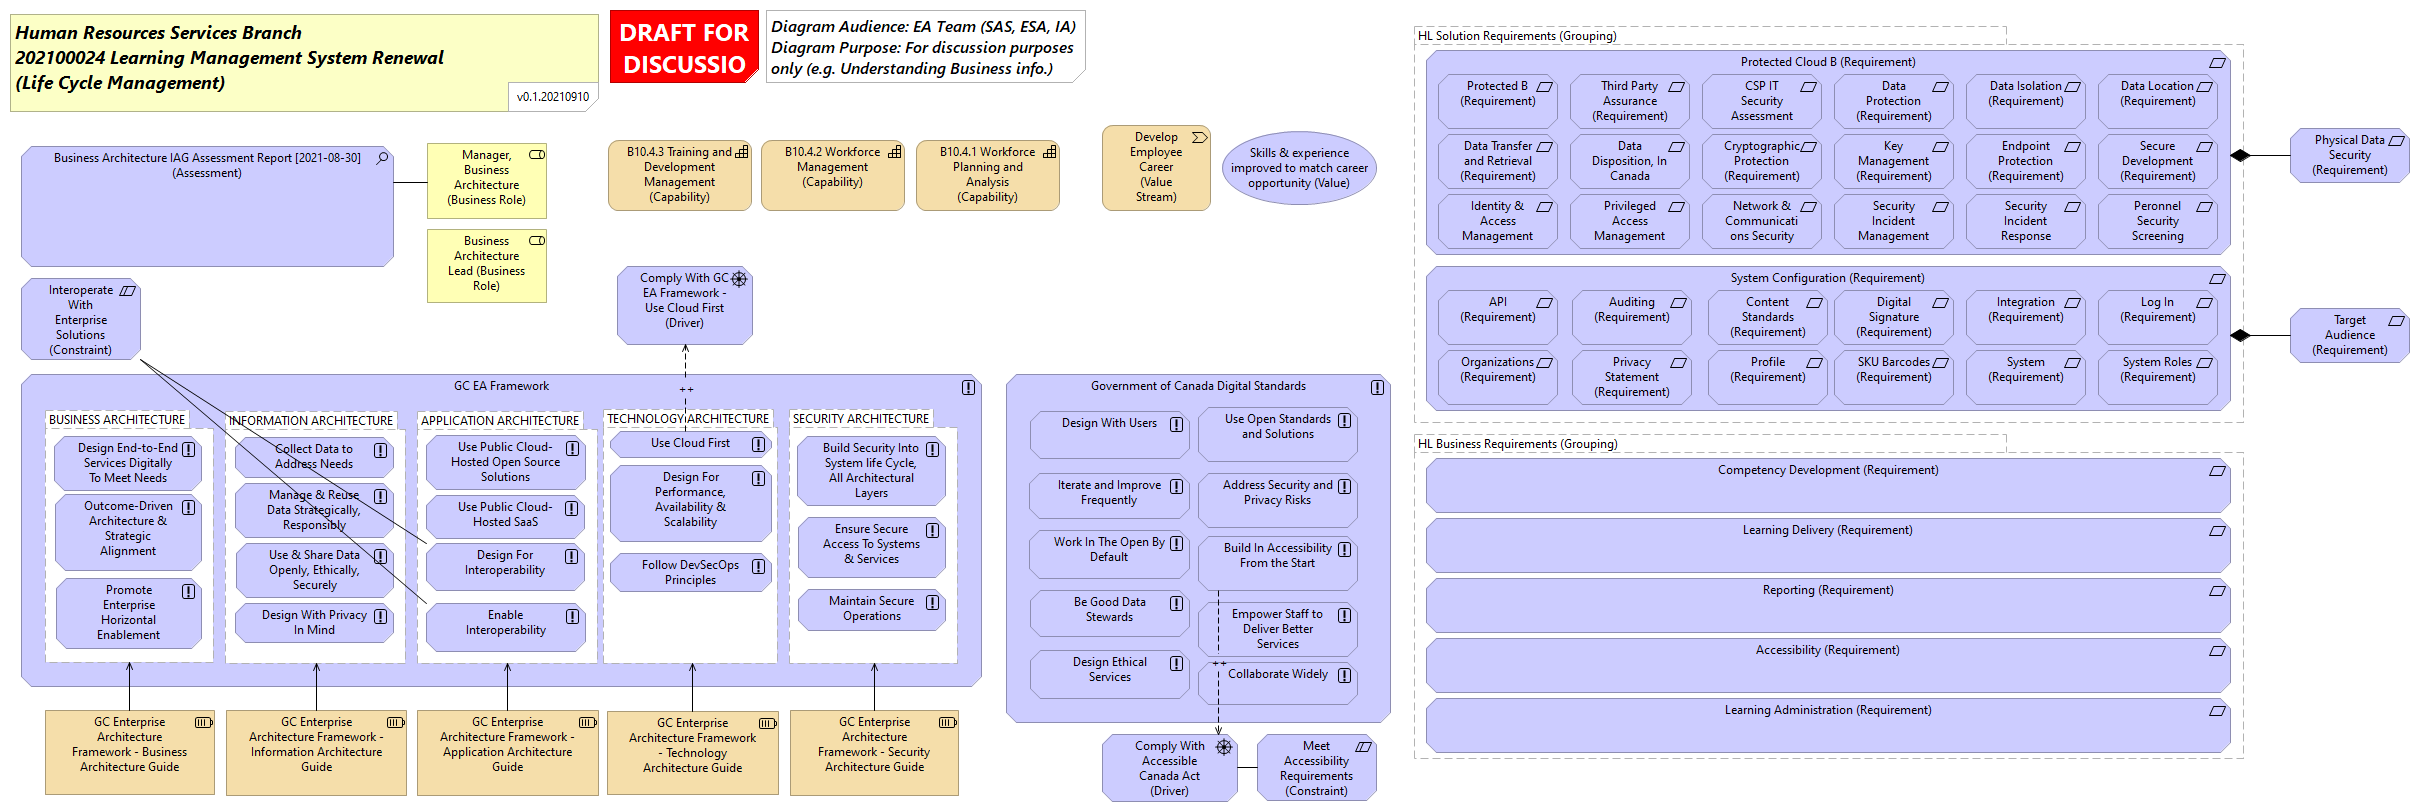 Human Resources Services Branch
202100024 Learning Management System Renewal
(Life Cycle Management)
v0.1.20210910
DRAFT FOR
DISCUSSIO
Diagram Audience: EA Team (SAS, ESA, IA)
Diagram Purpose: For discussion purposes
only (e.g. Understanding Business info.)
Business Architecture IAG Assessment Report [2021-08-30]
(Assessment)
Manager,
Business
Architecture
(Business Role)
Business
Architecture
Lead (Business
Role)
B10.4.3 Training and
Development
Management
(Capability)
B10.4.2 Workforce
Management
(Capability)
B10.4.1 Workforce
Planning and
Analysis
(Capability)
Develop
Employee
Career
(Value
Stream)
Skills & experience
improved to match career
opportunity (Value)
Interoperate
With
Enterprise
Solutions
(Constraint)
Comply With GC
EA Framework -
Use Cloud First
(Driver)
++
GC EA Framework
BUSINESS ARCHITECTURE
Design End-to-End
Services Digitally
To Meet Needs
Outcome-Driven
Architecture &
Strategic
Alignment
Promote
Enterprise
Horizontal
Enablement
INFORMATION ARCHITECTURE
Collect Data to
Address Needs
Manage & Reuse
Data Strategically,
Responsibly
Use & Share Data
Openly, Ethically,
Securely
Design With Privacy
In Mind
APPLICATION ARCHITECTURE
Use Public Cloud-
Hosted Open Source
Solutions
Use Public Cloud-
Hosted SaaS
Design For
Interoperability
Enable
Interoperability
TECHNOLOGY ARCHITECTURE
Use Cloud First
Design For
Performance,
Availability &
Scalability
Follow DevSecOps
Principles
SECURITY ARCHITECTURE
Build Security Into
System life Cycle,
All Architectural
Layers
Ensure Secure
Access To Systems
& Services
Maintain Secure
Operations
GC Enterprise
Architecture
Framework - Business
Architecture Guide
GC Enterprise
Architecture Framework -
Information Architecture
Guide
GC Enterprise
Architecture Framework -
Application Architecture
Guide
GC Enterprise
Architecture Framework
- Technology
Architecture Guide
GC Enterprise
Architecture
Framework - Security
Architecture Guide
Government of Canada Digital Standards
Design With Users
Use Open Standards
and Solutions
Iterate and Improve
Frequently
Address Security and
Privacy Risks
Work In The Open By
Default
Build In Accessibility
From the Start
Be Good Data
Stewards
Empower Staff to
Deliver Better
Services
Design Ethical
Services
++
Collaborate Widely
Comply With
Accessible
Canada Act
(Driver)
Meet
Accessibility
Requirements
(Constraint)
HL Solution Requirements (Grouping)
Protected Cloud B (Requirement)
Protected B
(Requirement)
Third Party
Assurance
(Requirement)
CSP IT
Security
Assessment
Data
Protection
(Requirement)
Data Isolation
(Requirement)
Data Location
(Requirement)
Data Transfer
and Retrieval
(Requirement)
Data
Disposition, In
Canada
Cryptographic
Protection
(Requirement)
Key
Management
(Requirement)
Endpoint
Protection
(Requirement)
Secure
Development
(Requirement)
Identity &
Access
Management
Privileged
Access
Management
Network &
Communicati
ons Security
Security
Incident
Management
Security
Incident
Response
Peronnel
Security
Screening
Physical Data
Security
(Requirement)
System Configuration (Requirement)
API
(Requirement)
Auditing
(Requirement)
Content
Standards
(Requirement)
Digital
Signature
(Requirement)
Integration
(Requirement)
Log In
(Requirement)
Organizations
(Requirement)
Privacy
Statement
(Requirement)
Profile
(Requirement)
SKU Barcodes
(Requirement)
System
(Requirement)
System Roles
(Requirement)
Target
Audience
(Requirement)
HL Business Requirements (Grouping)
Competency Development (Requirement)
Learning Delivery (Requirement)
Reporting (Requirement)
Accessibility (Requirement)
Learning Administration (Requirement)